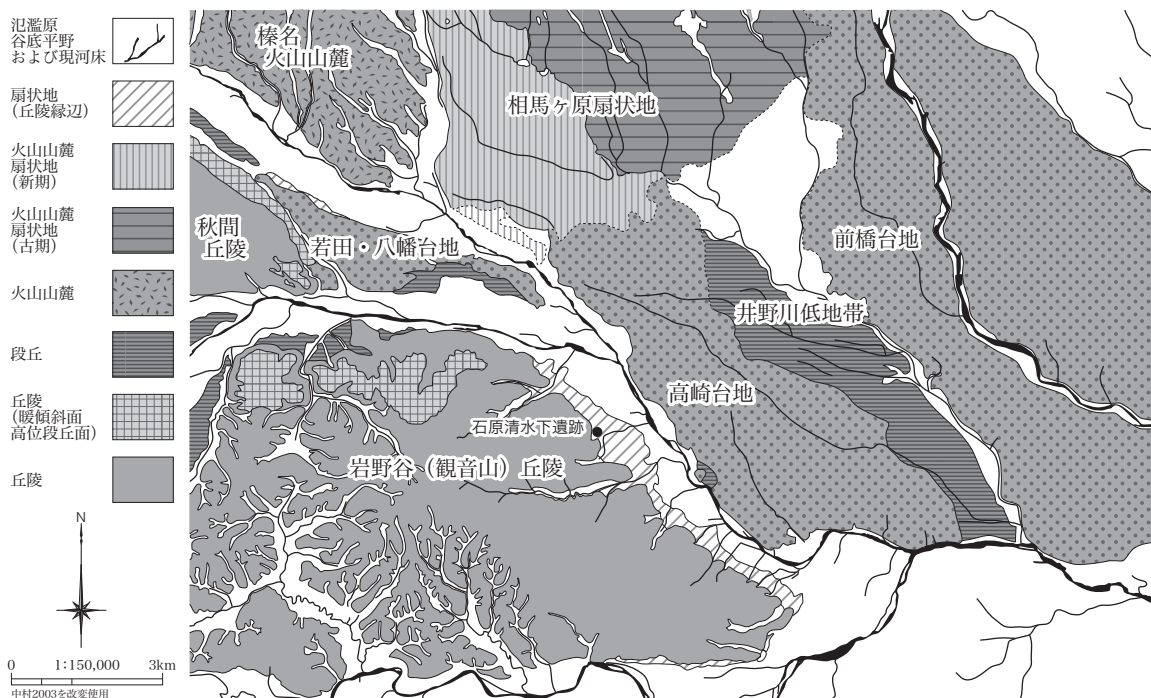 氾濫原
谷底平野
および現河床
扇状地
（丘陵縁辺）
火山山麓
扇状地
（新期）
火山山麓
扇状地
（古期）
火山山麓
段丘
丘陵
（暖傾斜面
高位段丘面）
丘陵
N
0 1：150,000 3km
中村2003を改変使用
榛名
火山山麓
相馬ヶ原扇状地
秋間
丘陵
若田・八幡台地
前橋台地
井野川低地帯
高崎台地
石原清水下遺跡
岩野谷（観音山）丘陵